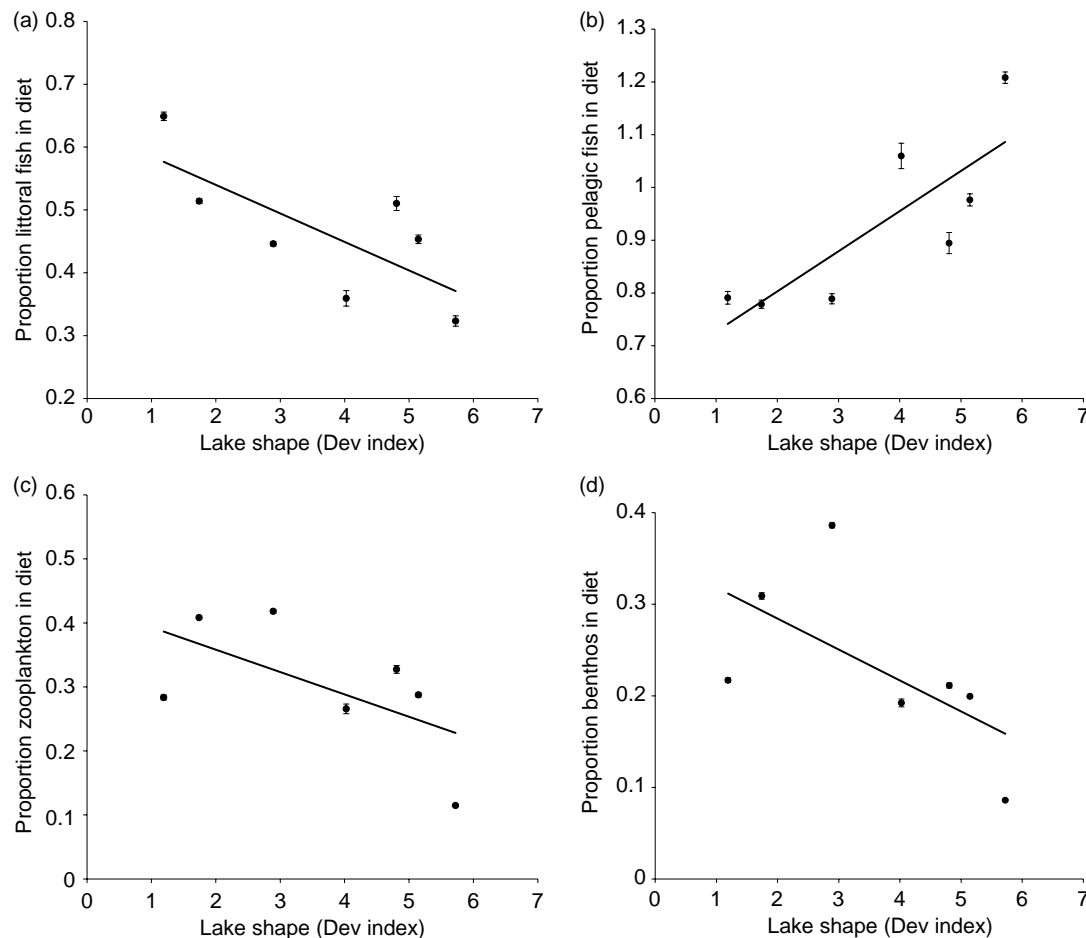 (a)
Proportion littoral fish in diet
0.8
0.7
0.6
0.5
0.4
0.3
0.2
0 1 2 3 4 5 6 7
Lake shape (Dev index)
(b)
Proportion pelagic fish in diet
1.3
1.2
1.1
1
0.9
0.8
0.7
0.6
0 1 2 3 4 5 6 7
Lake shape (Dev index)
(c)
Proportion zooplankton in diet
0.6
0.5
0.4
0.3
0.2
0.1
0
0 1 2 3 4 5 6 7
Lake shape (Dev index)
(d)
Proportion benthos in diet
0.4
0.3
0.2
0.1
0
0 1 2 3 4 5 6 7
Lake shape (Dev index)